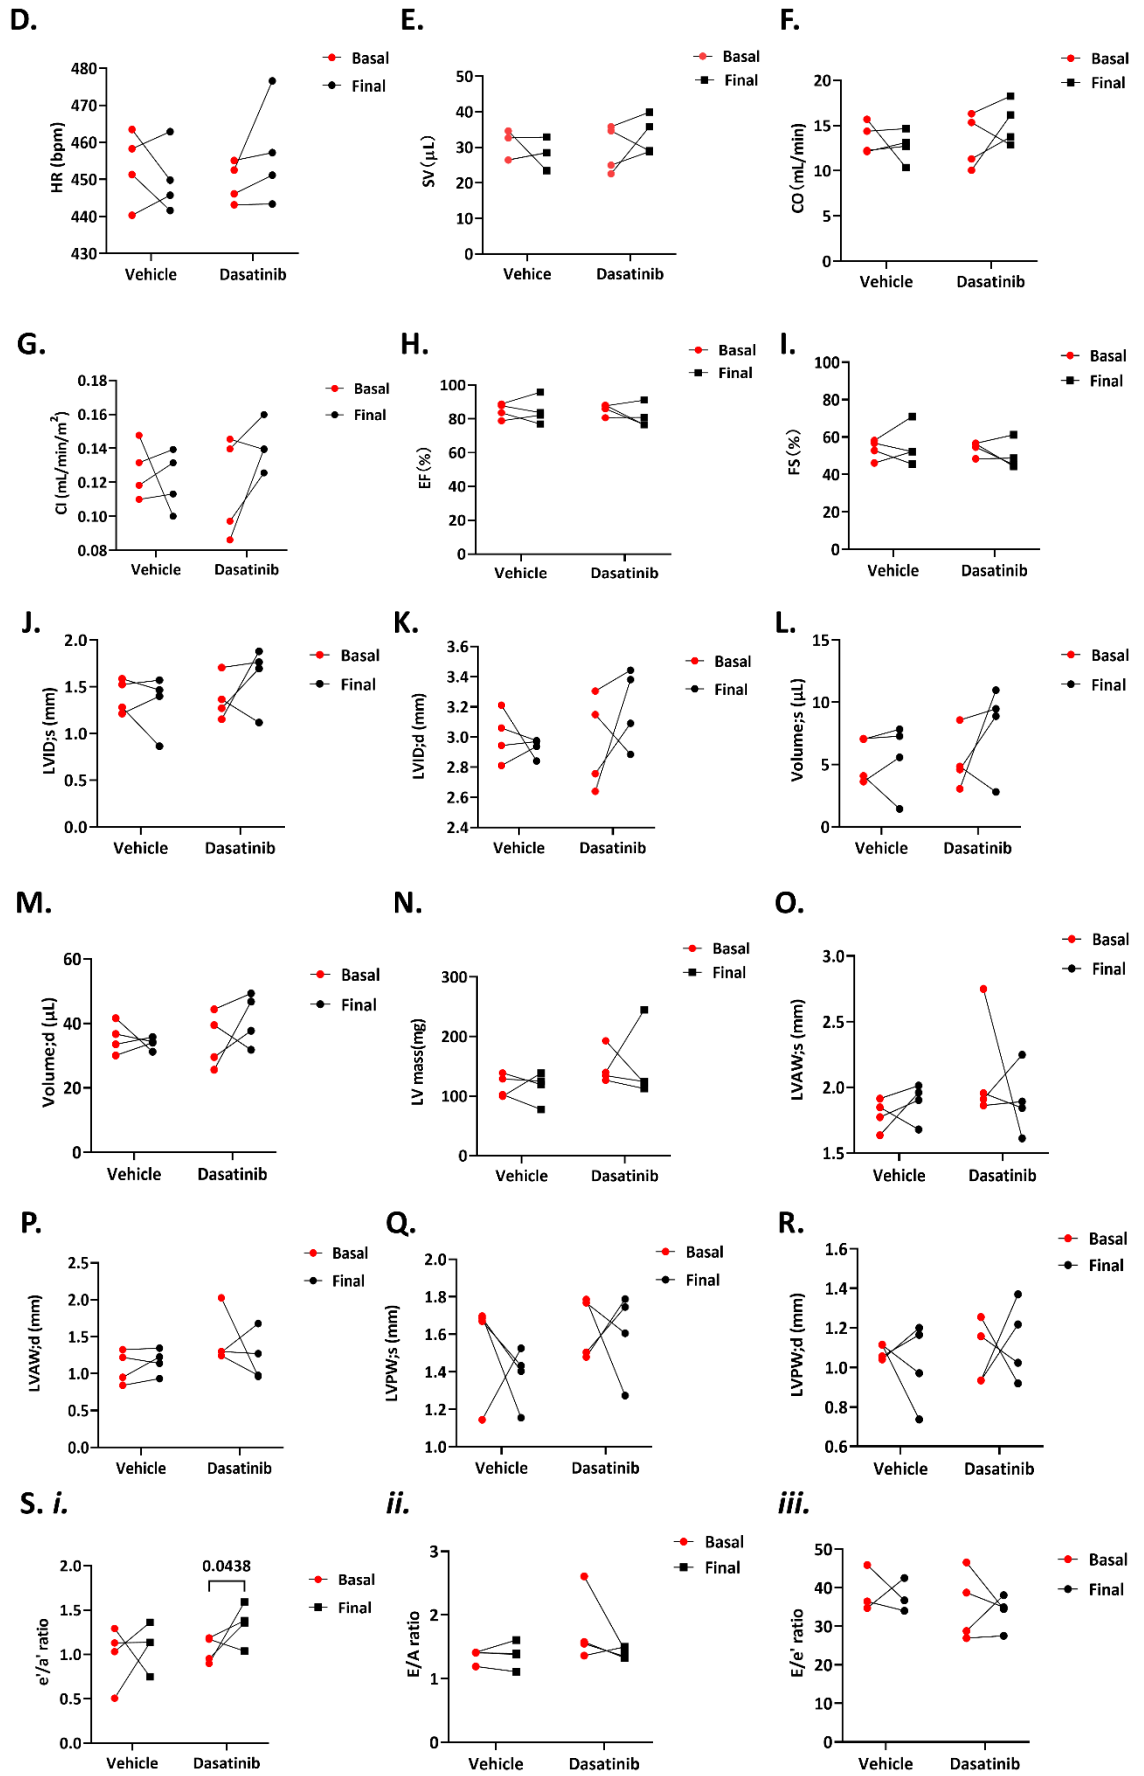 D.
Basal
Final
HR (bpm)
480
470
460
450
440
430
Vehicle
Dasatinib
E.
Basal
Final
SV (μL)
50
40
30
20
10
0
Vehice
Dasatinib
F.
Basal
Final
CO (mL/min)
20
15
10
5
0
Vehicle
Dasatinib
G.
Basal
Final
CI (mL/min/m²)
0.18
0.16
0.14
0.12
0.10
0.08
Vehicle
Dasatinib
H.
Basal
Final
EF (%)
100
80
60
40
20
0
Vehicle
Dasatinib
I.
Basal
Final
FS (%)
100
80
60
40
20
0
Vehicle
Dasatinib
J.
Basal
Final
LVID;s (mm)
2.0
1.5
1.0
0.5
0.0
Vehicle
Dasatinib
K.
Basal
Final
LVID;d (mm)
3.6
3.4
3.2
3.0
2.8
2.6
2.4
Vehicle
Dasatinib
L.
Basal
Final
Volume;s (μL)
15
10
5
0
Vehicle
Dasatinib
M.
Basal
Final
Volume;d (μL)
60
40
20
0
Vehicle
Dasatinib
N.
Basal
Final
LV mass(mg)
300
200
100
0
Vehicle
Dasatinib
O.
Basal
Final
LVAW;s (mm)
3.0
2.5
2.0
1.5
Vehicle
Dasatinib
P.
Basal
Final
LVAW;d (mm)
2.5
2.0
1.5
1.0
0.5
0.0
Vehicle
Dasatinib
Q.
Basal
Final
LVPW;s (mm)
2.0
1.8
1.6
1.4
1.2
1.0
Vehicle
Dasatinib
R.
Basal
Final
LVPW;d (mm)
1.6
1.4
1.2
1.0
0.8
0.6
Vehicle
Dasatinib
S. i.
0.0438
Basal
Final
e'/a' ratio
2.0
1.5
1.0
0.5
0.0
Vehicle
Dasatinib
ii.
Basal
Final
E/A ratio
3
2
1
0
Vehicle
Dasatinib
iii.
Basal
Final
E/e' ratio
50
40
30
20
10
0
Vehicle
Dasatinib